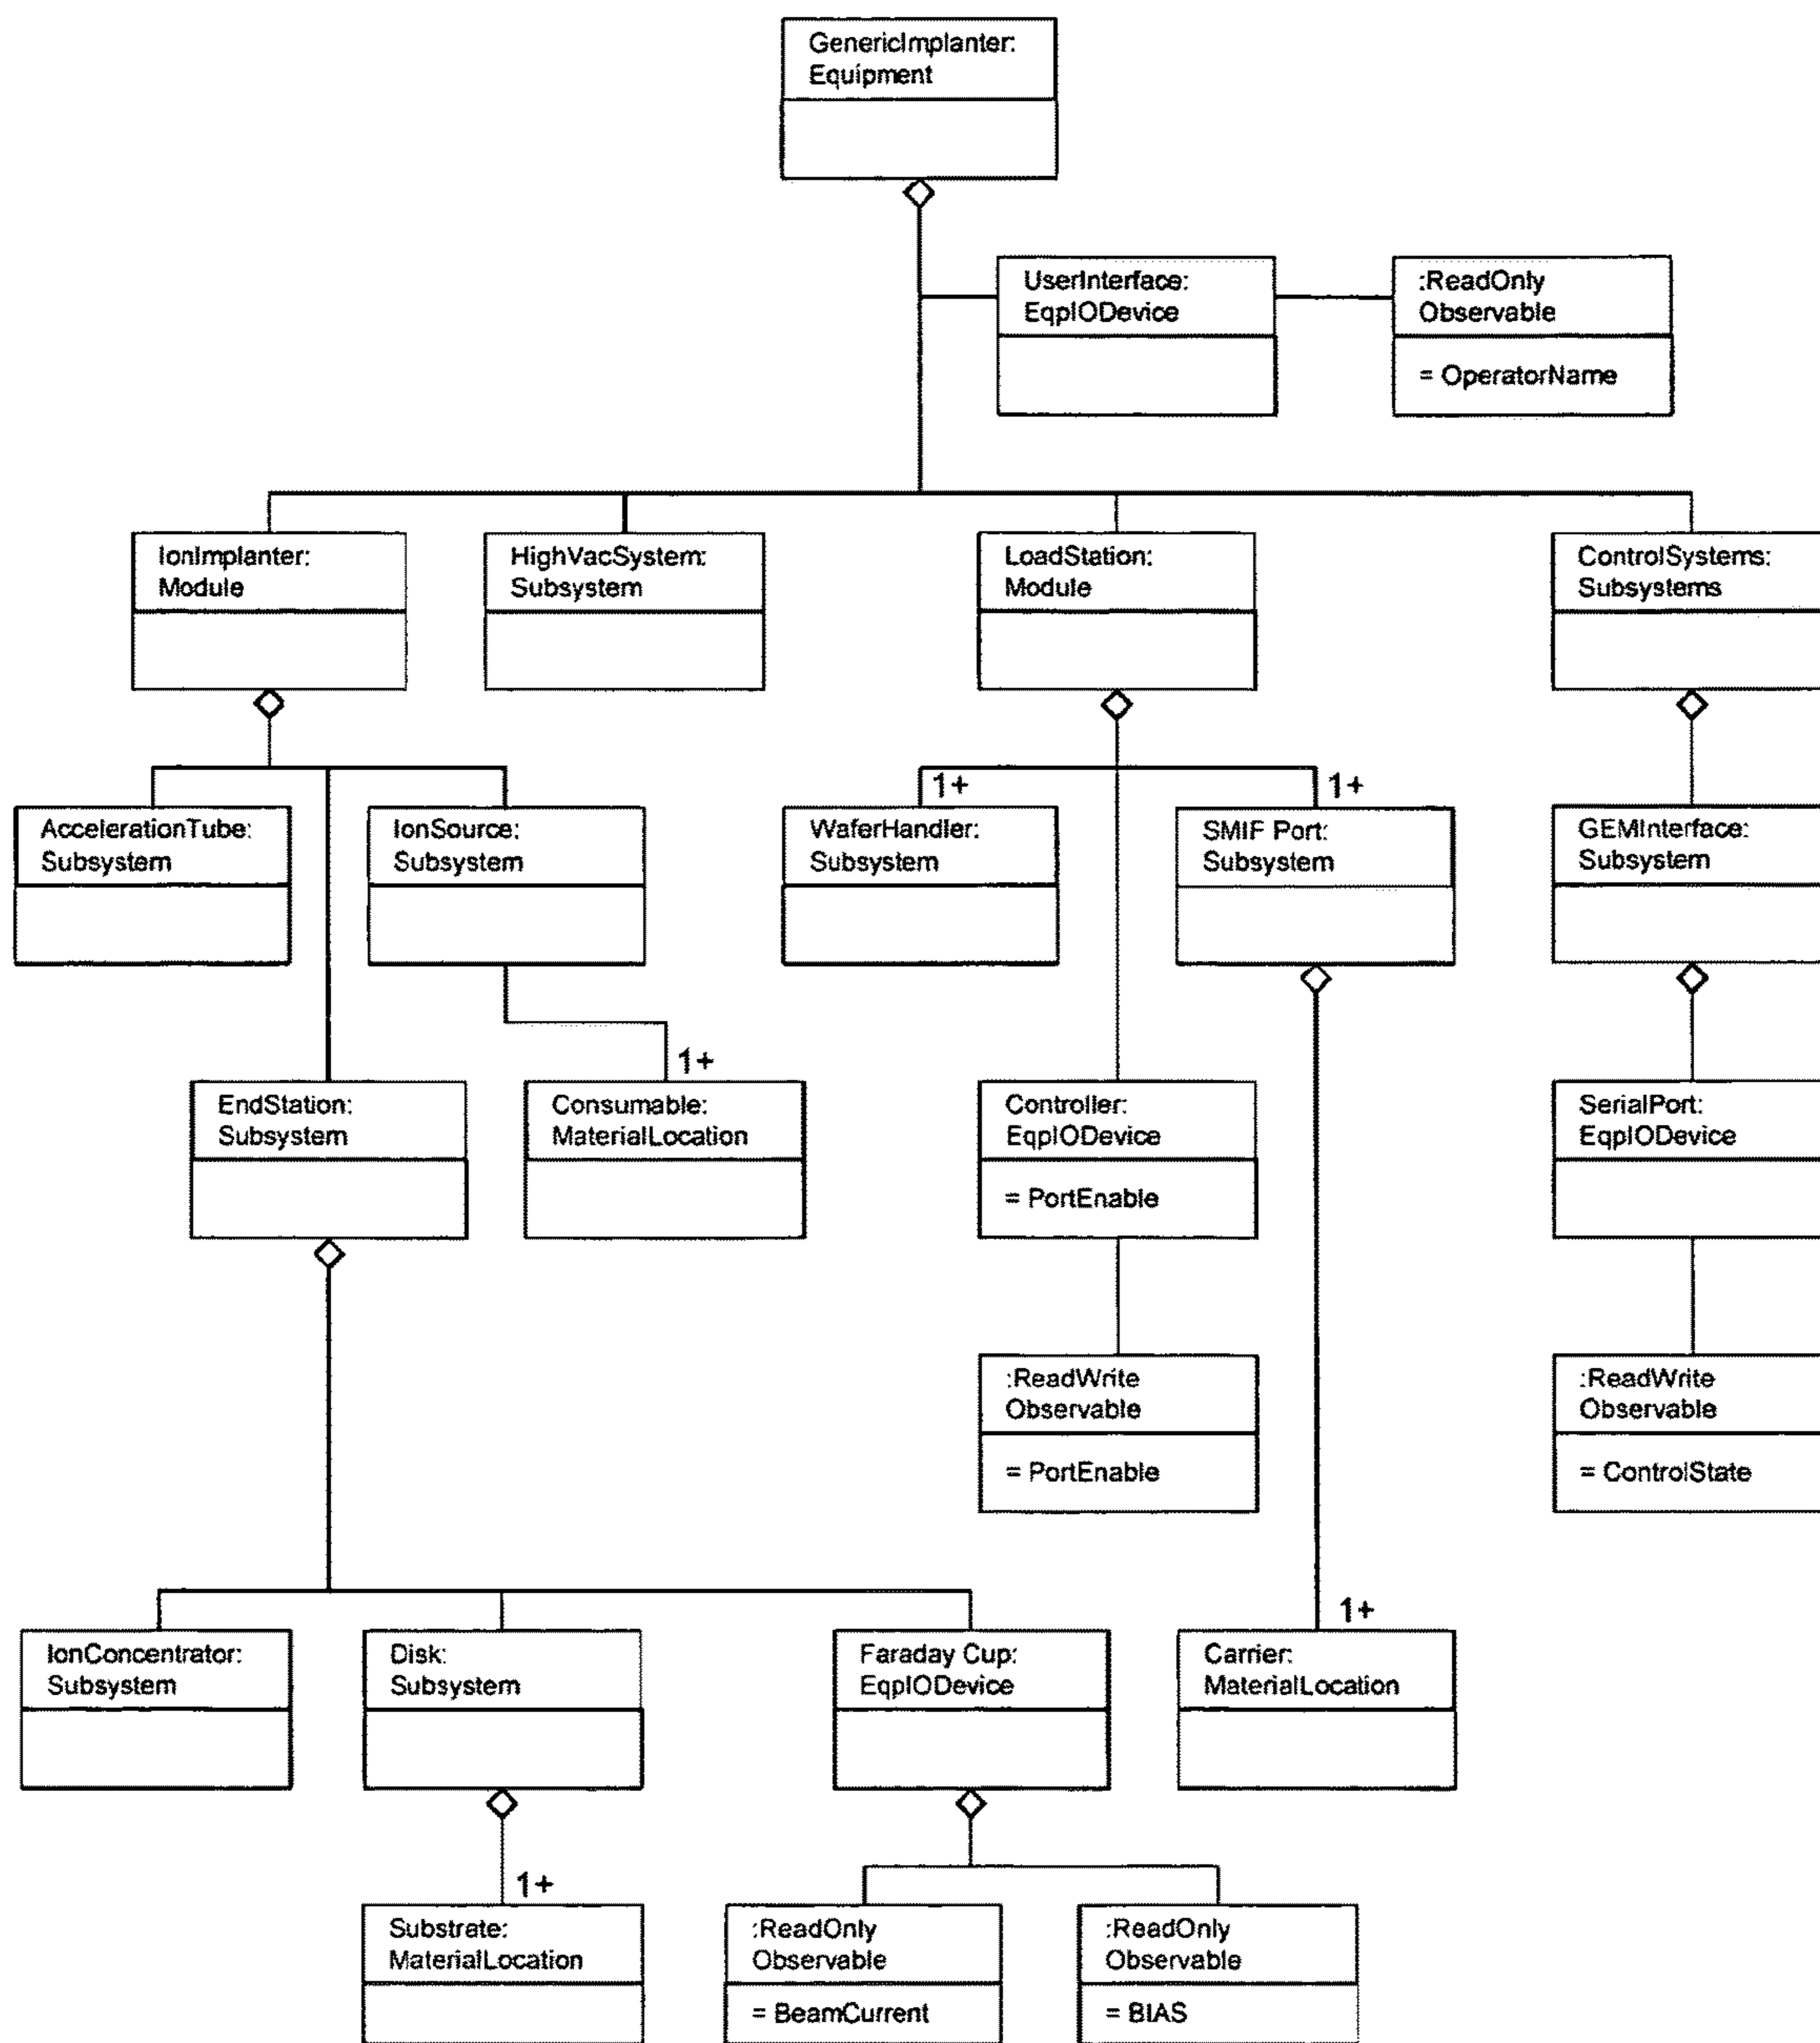 GenericImplanter:
Equipment
UserInterface:
EqpIODevice
:ReadOnly
Observable
= OperatorName
IonImplanter:
Module
HighVacSystem:
Subsystem
LoadStation:
Module
ControlSystems:
Subsystems
1+
1+
AccelerationTube:
Subsystem
IonSource:
Subsystem
WaferHandler:
Subsystem
SMIF Port:
Subsystem
GEMInterface:
Subsystem
1+
EndStation:
Subsystem
Consumable:
MaterialLocation
Controller:
EqpIODevice
= PortEnable
SerialPort:
EqpIODevice
:ReadWrite
Observable
= PortEnable
:ReadWrite
Observable
= ControlState
1+
IonConcentrator:
Subsystem
Disk:
Subsystem
Faraday Cup:
EqpIODevice
Carrier:
MaterialLocation
1+
Substrate:
MaterialLocation
:ReadOnly
Observable
= BeamCurrent
:ReadOnly
Observable
= BIAS